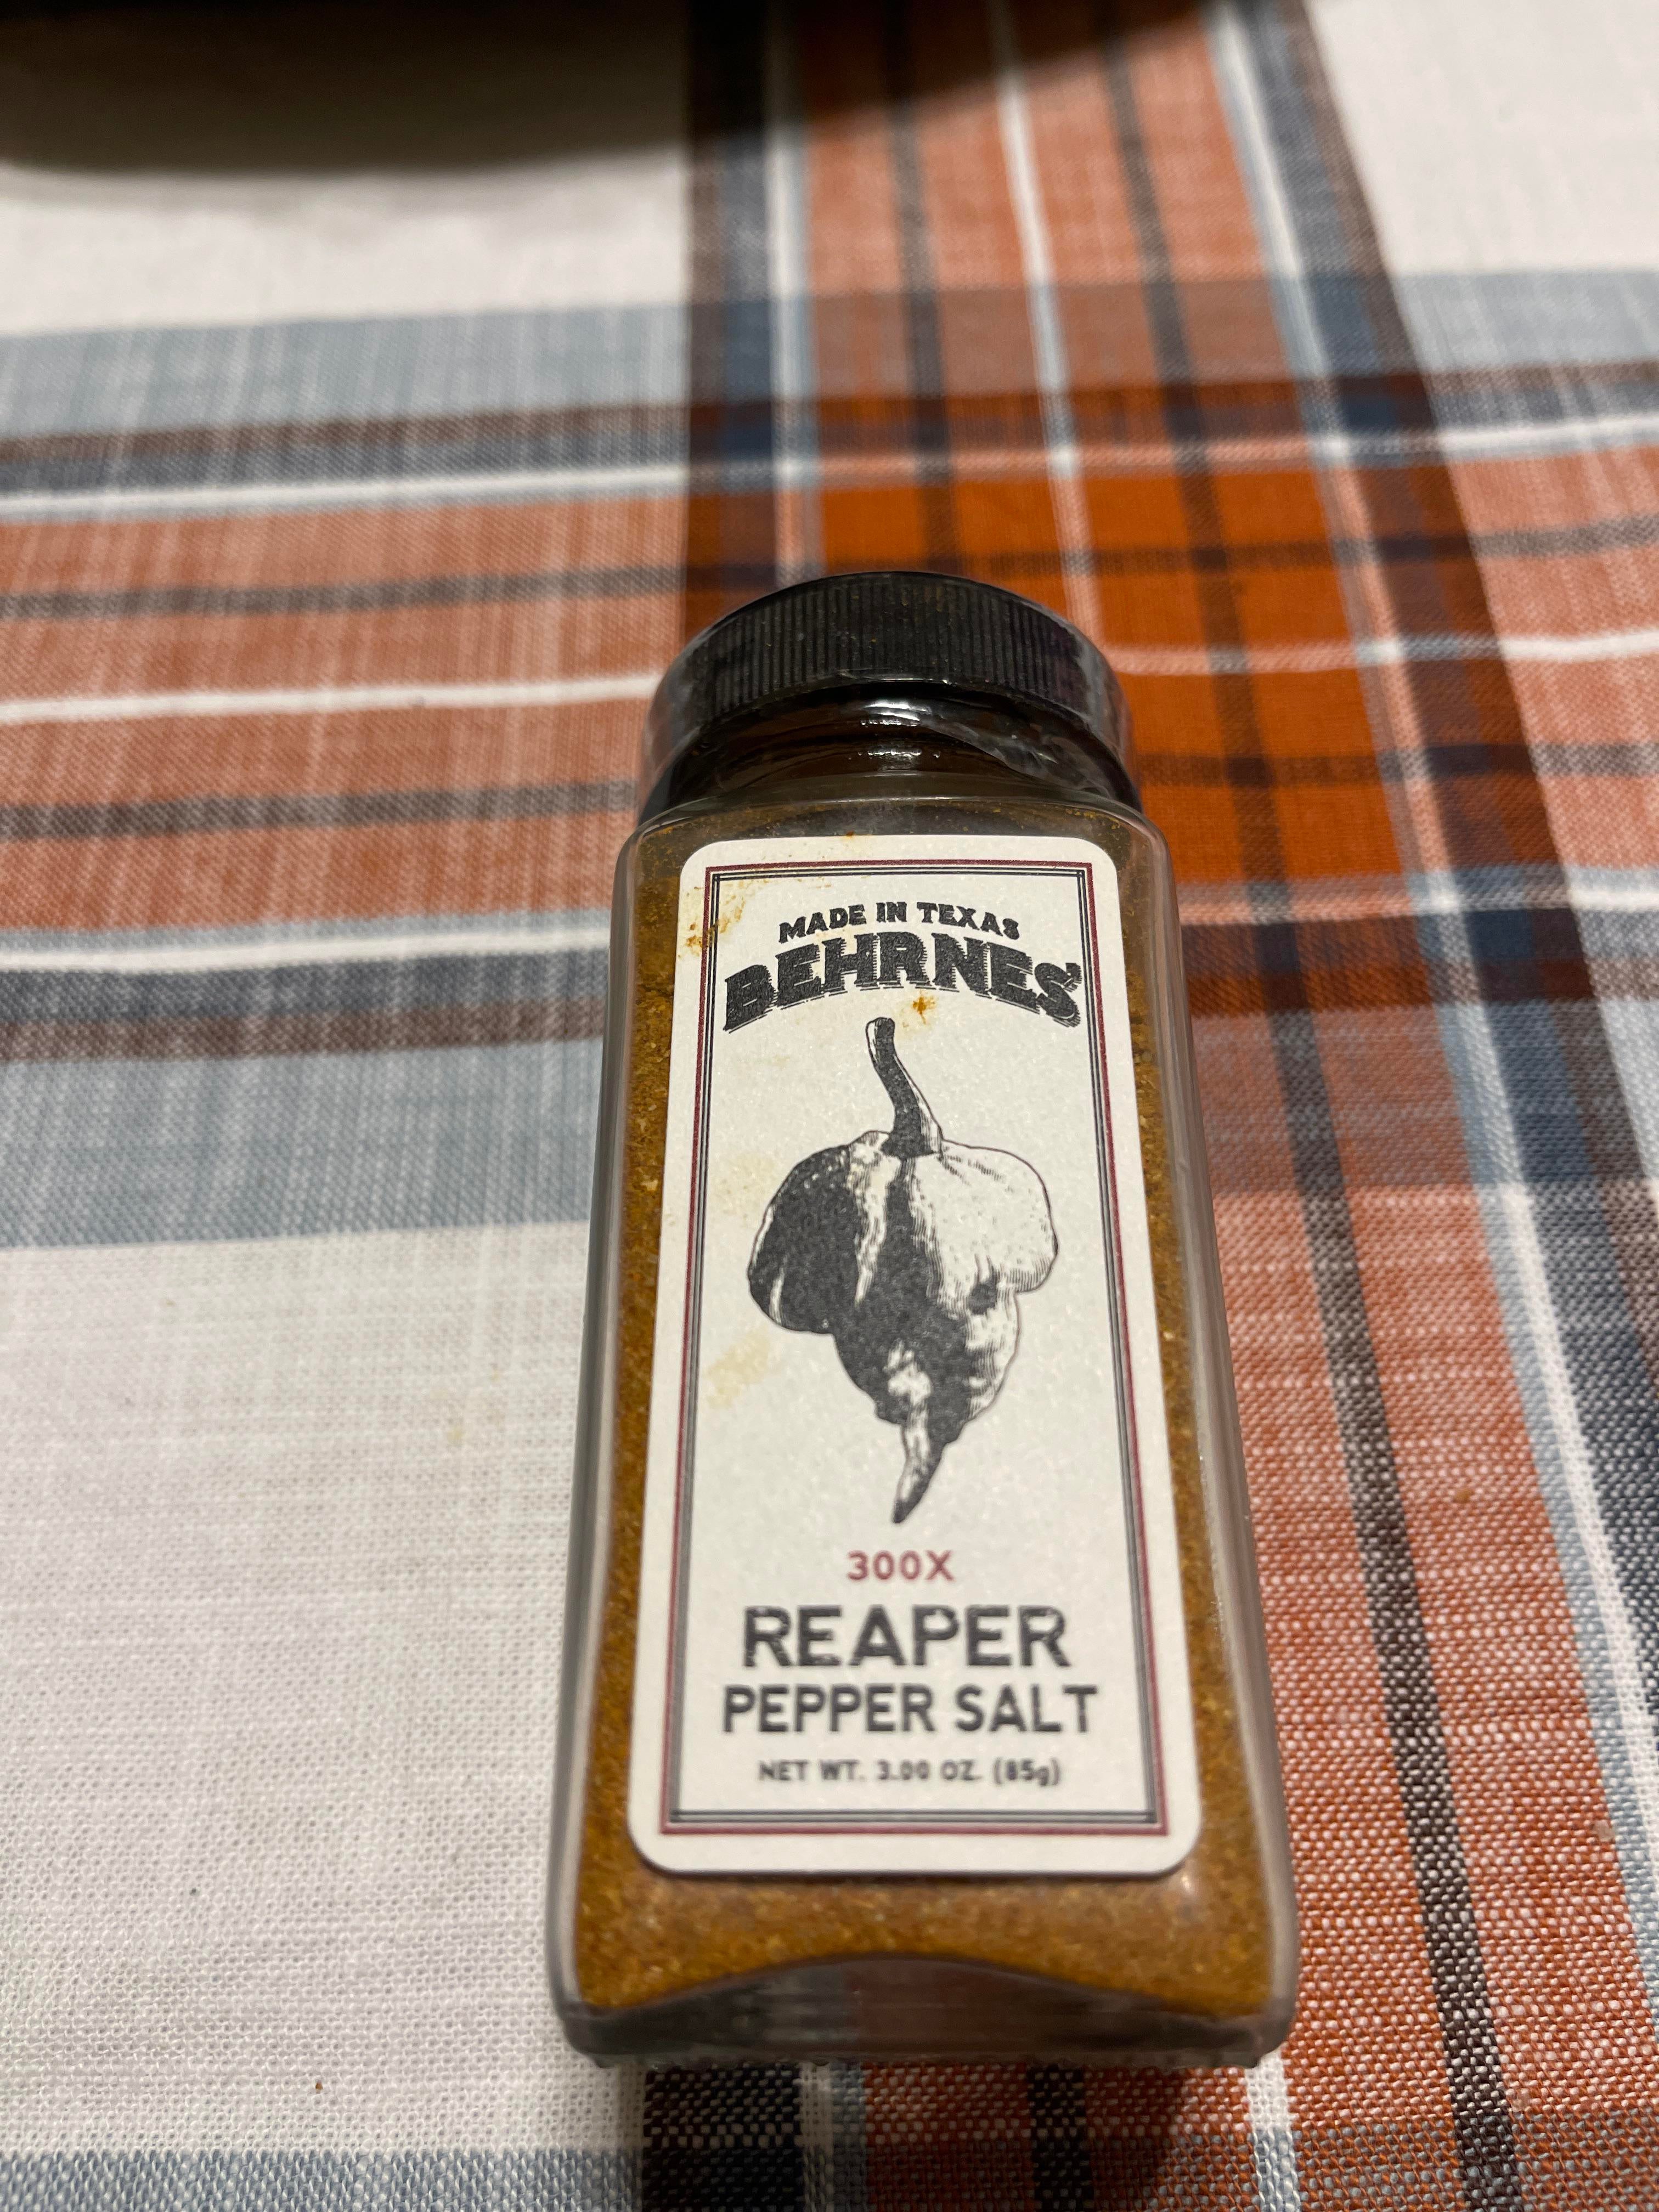 MADE IN TEXAS
BEHRNES'
300X
REAPER
PEPPER SALT
NET WT. 3.00 OZ. (85g)